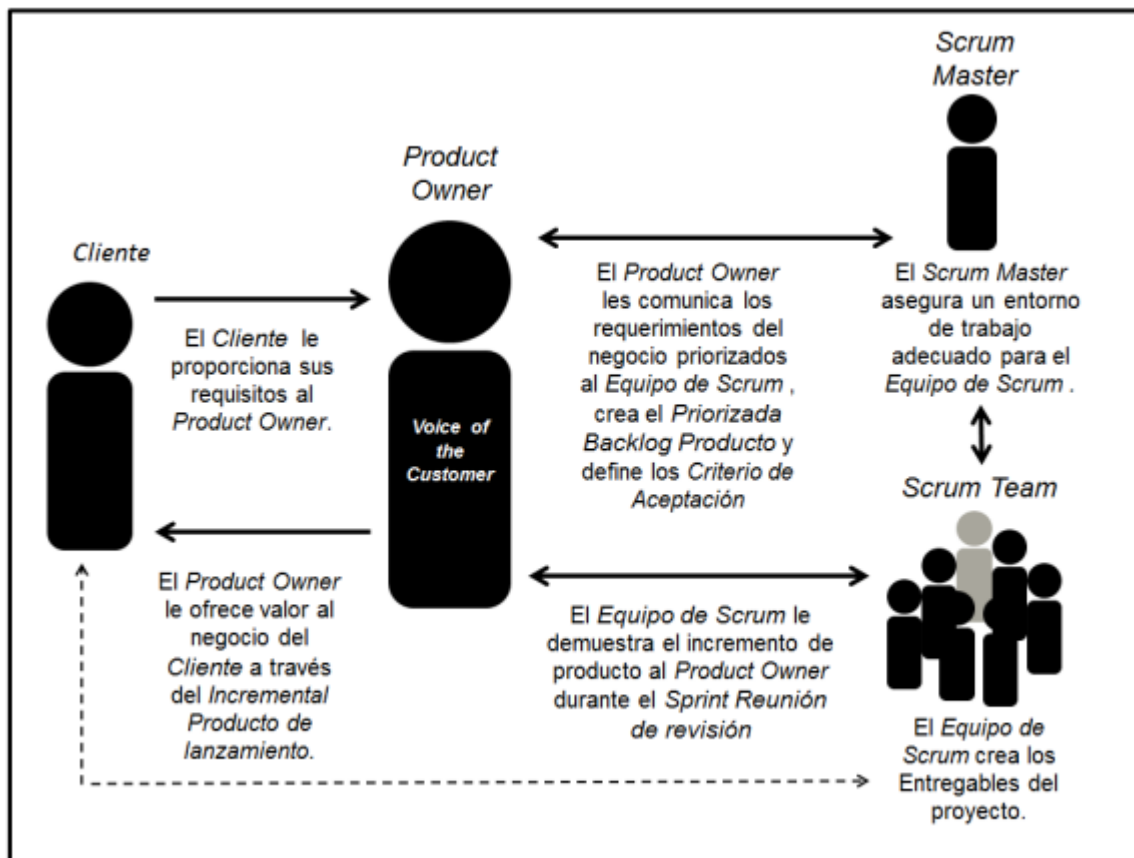 Scrum
Master
Product
Owner
Cliente
El Cliente le
proporciona sus
requisitos al
Product Owner.
Voice of
the
Customer
El Product Owner
les comunica los
requerimientos del
negocio priorizados
al Equipo de Scrum ,
crea el Priorizada
Backlog Producto y
define los Criterio de
Aceptación
El Scrum Master
asegura un entorno
de trabajo
adecuado para el
Equipo de Scrum .
Scrum Team
El Product Owner
le ofrece valor al
negocio del
Cliente a través
del Incremental
Producto de
lanzamiento.
El Equipo de Scrum le
demuestra el incremento de
producto al Product Owner
durante el Sprint Reunión
de revisión
El Equipo de
Scrum crea los
Entregables del
proyecto.